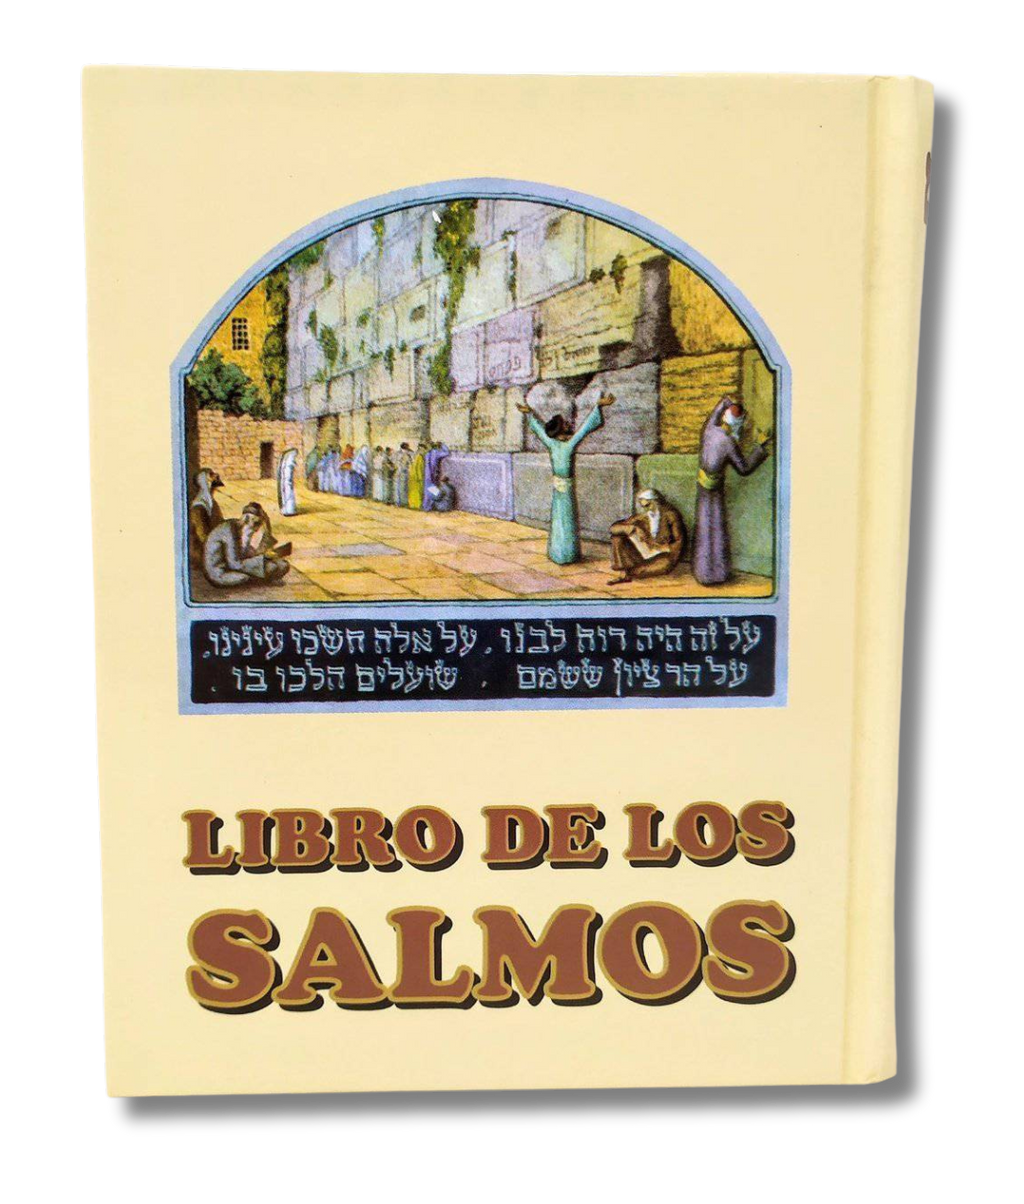 על זה היה דוה לבנו . על אלה חשכו עינינו .
על הר ציון ששמם . שועלים הלכו בו .
LIBRO DE LOS
SALMOS